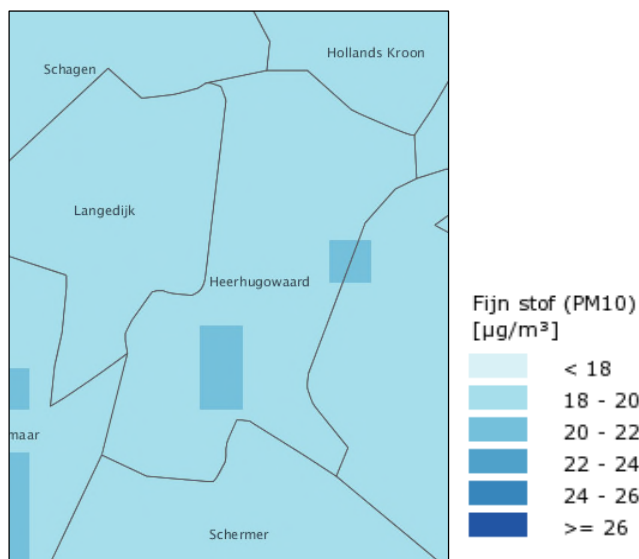 Hollands Kroon
Schagen
Langedijk
Heerhugowaard
maar
Schermer
Fijn stof (PM10)
[µg/m³]
< 18
18 - 20
20 - 22
22 - 24
24 - 26
>= 26